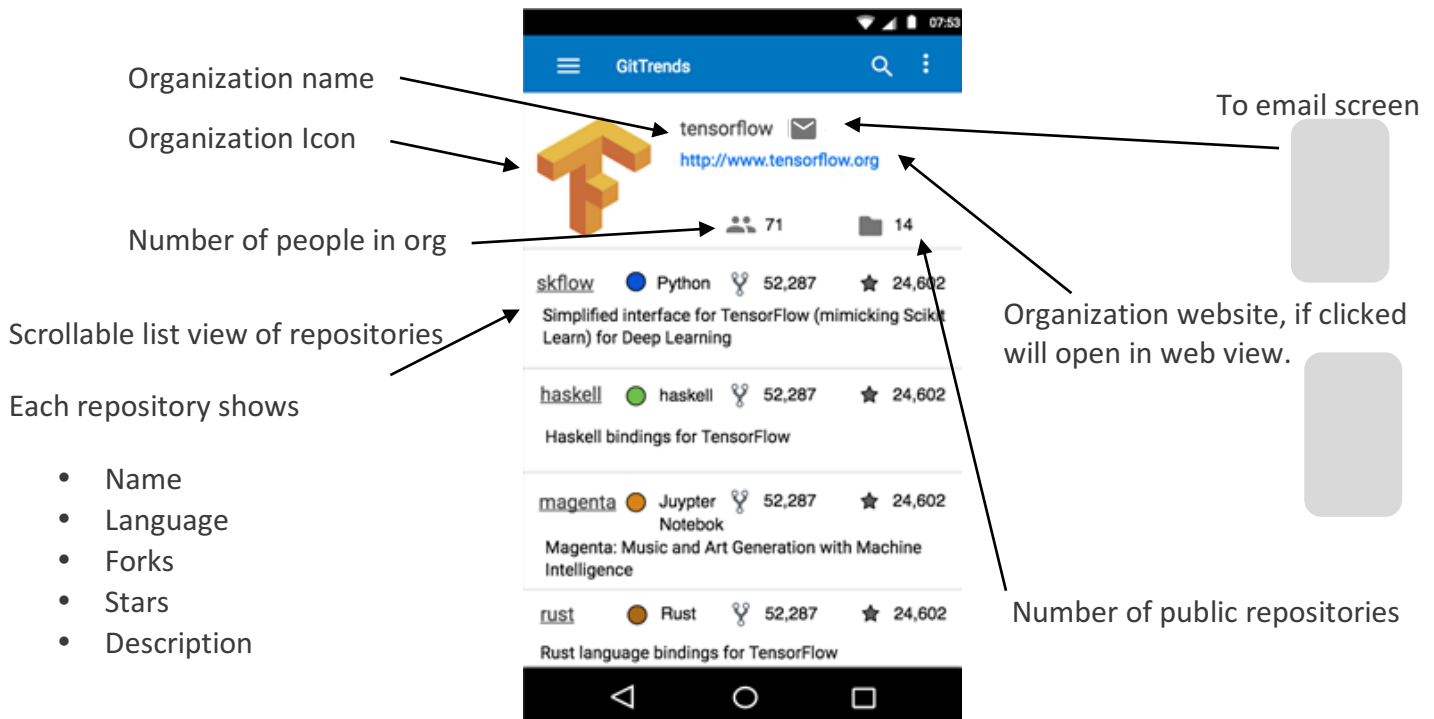 Organization name
Organization Icon
Number of people in org
Scrollable list view of repositories
Each repository shows
• Name
• Language
• Forks
• Stars
• Description
07:53
GitTrends
tensorflow
http://www.tensorflow.org
71 14
skflow Python 52,287 24,602
Simplified interface for TensorFlow (mimicking Scikit
Learn) for Deep Learning
haskell haskell 52,287 24,602
Haskell bindings for TensorFlow
magenta Juypter 52,287 24,602
Notebok
Magenta: Music and Art Generation with Machine
Intelligence
rust Rust 52,287 24,602
Rust language bindings for TensorFlow
To email screen
Organization website, if clicked
will open in web view.
Number of public repositories